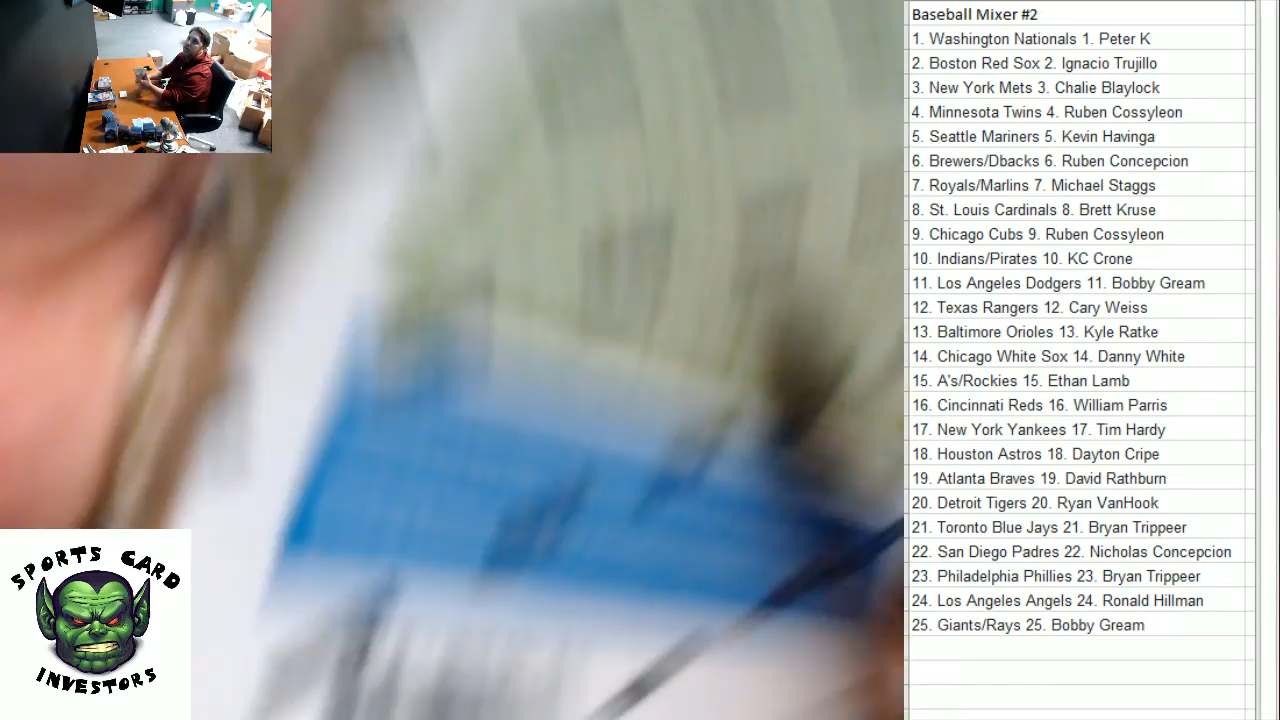 Baseball Mixer #2
1. Washington Nationals 1. Peter K
2. Boston Red Sox 2. Ignacio Trujillo
3. New York Mets 3. Chalie Blaylock
4. Minnesota Twins 4. Ruben Cossyleon
5. Seattle Mariners 5. Kevin Havinga
6. Brewers/Dbacks 6. Ruben Concepcion
7. Royals/Marlins 7. Michael Staggs
8. St. Louis Cardinals 8. Brett Kruse
9. Chicago Cubs 9. Ruben Cossyleon
10. Indians/Pirates 10. KC Crone
11. Los Angeles Dodgers 11. Bobby Gream
12. Texas Rangers 12. Cary Weiss
13. Baltimore Orioles 13. Kyle Ratke
14. Chicago White Sox 14. Danny White
15. A's/Rockies 15. Ethan Lamb
16. Cincinnati Reds 16. William Parris
17. New York Yankees 17. Tim Hardy
18. Houston Astros 18. Dayton Cripe
19. Atlanta Braves 19. David Rathburn
20. Detroit Tigers 20. Ryan VanHook
21. Toronto Blue Jays 21. Bryan Trippeer
22. San Diego Padres 22. Nicholas Concepcion
23. Philadelphia Phillies 23. Bryan Trippeer
24. Los Angeles Angels 24. Ronald Hillman
25. Giants/Rays 25. Bobby Gream
SPORTS CARD
INVESTORS